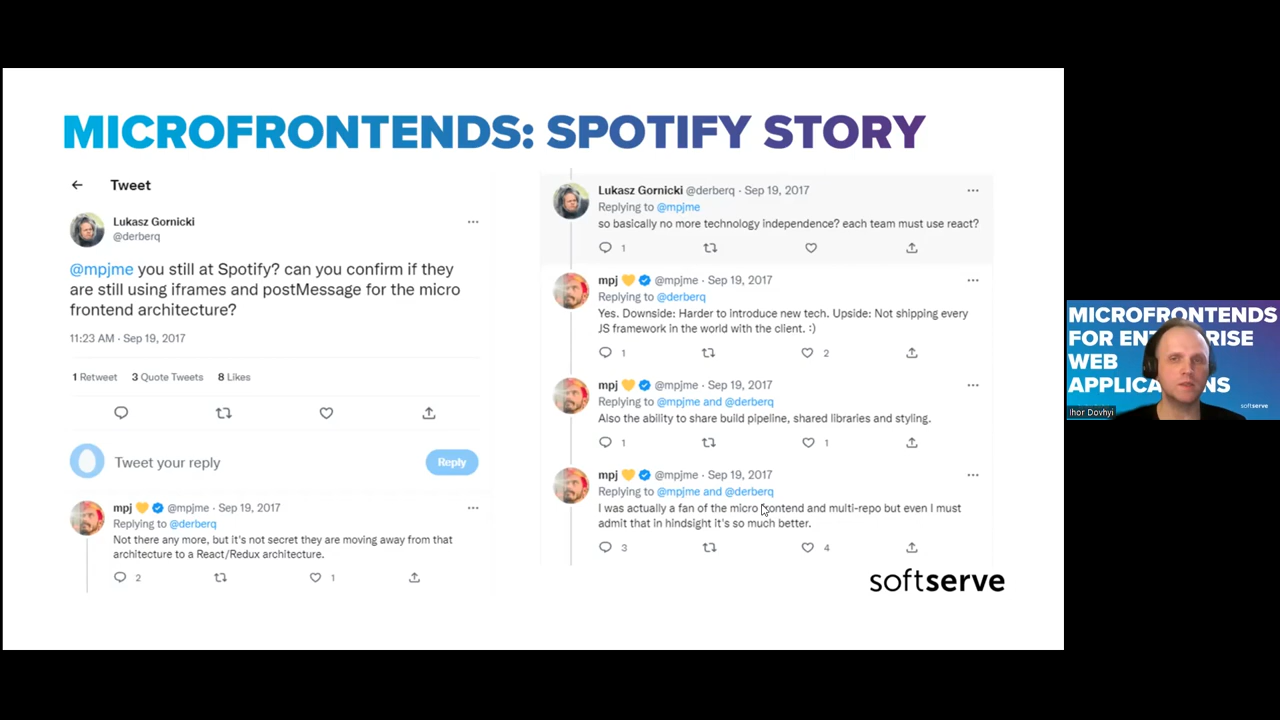 MICROFRONTENDS: SPOTIFY STORY
Tweet
Lukasz Gornicki
@derberq
@mpjme you still at Spotify? can you confirm if they
are still using iframes and postMessage for the micro
frontend architecture?
11:23 AM · Sep 19, 2017
1 Retweet 3 Quote Tweets 8 Likes
Tweet your reply
Reply
mpj @mpjme · Sep 19, 2017
Replying to @derberq
Not there any more, but it's not secret they are moving away from that
architecture to a React/Redux architecture.
2 1
Lukasz Gornicki @derberq · Sep 19, 2017
Replying to @mpjme
so basically no more technology independence? each team must use react?
1
mpj @mpjme · Sep 19, 2017
Replying to @derberq
Yes. Downside: Harder to introduce new tech. Upside: Not shipping every
JS framework in the world with the client. :)
1 2
mpj @mpjme · Sep 19, 2017
Replying to @mpjme and @derberq
Also the ability to share build pipeline, shared libraries and styling.
1 1
mpj @mpjme · Sep 19, 2017
Replying to @mpjme and @derberq
I was actually a fan of the micro frontend and multi-repo but even I must
admit that in hindsight it's so much better.
3 4
softserve
MICROFRONTENDS
FOR ENTERPRISE
WEB
APPLICATIONS
softserve
Ihor Dovhyi